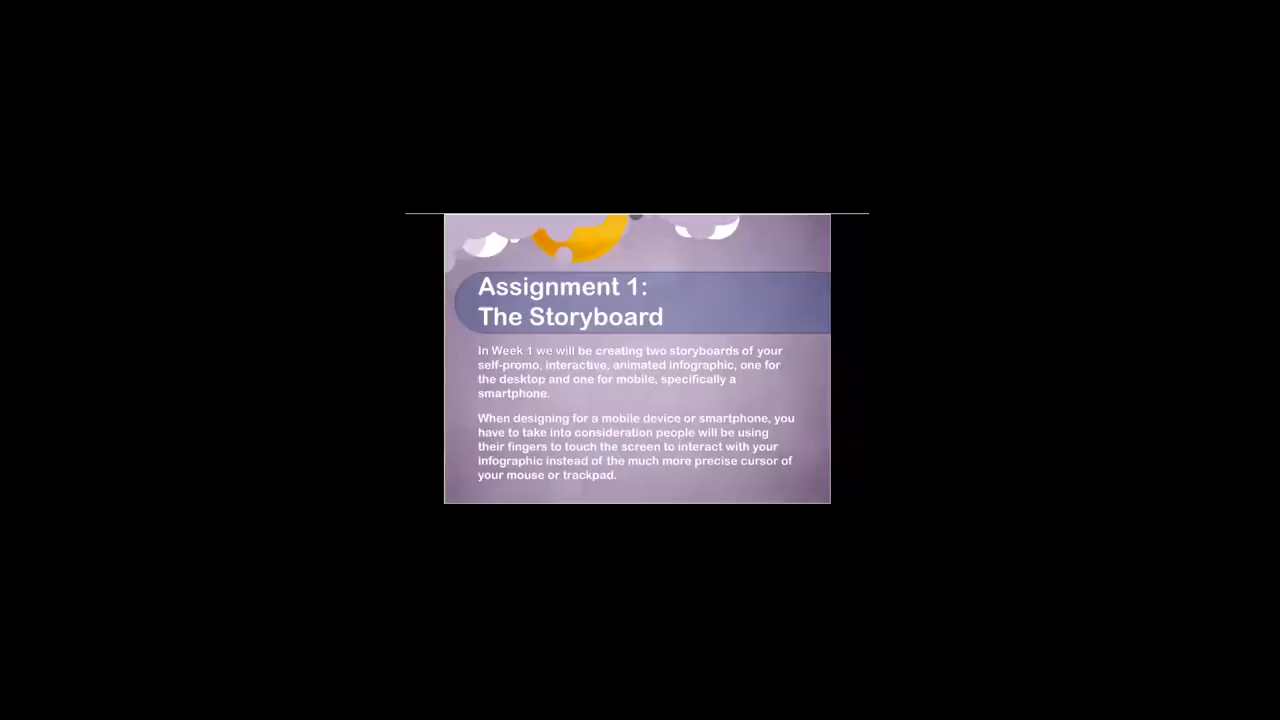 Assignment 1:
The Storyboard
In Week 1 we will be creating two storyboards of your
self-promo, interactive, animated infographic, one for
the desktop and one for mobile, specifically a
smartphone.
When designing for a mobile device or smartphone, you
have to take into consideration people will be using
their fingers to touch the screen to interact with your
infographic instead of the much more precise cursor of
your mouse or trackpad.